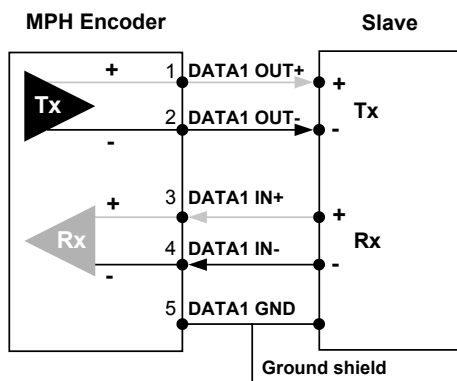 MPH Encoder Slave
+ 1 DATA1 OUT+ +
Tx Tx
- 2 DATA1 OUT- -
+ 3 DATA1 IN+ +
Rx Rx
- 4 DATA1 IN- -
5 DATA1 GND
Ground shield